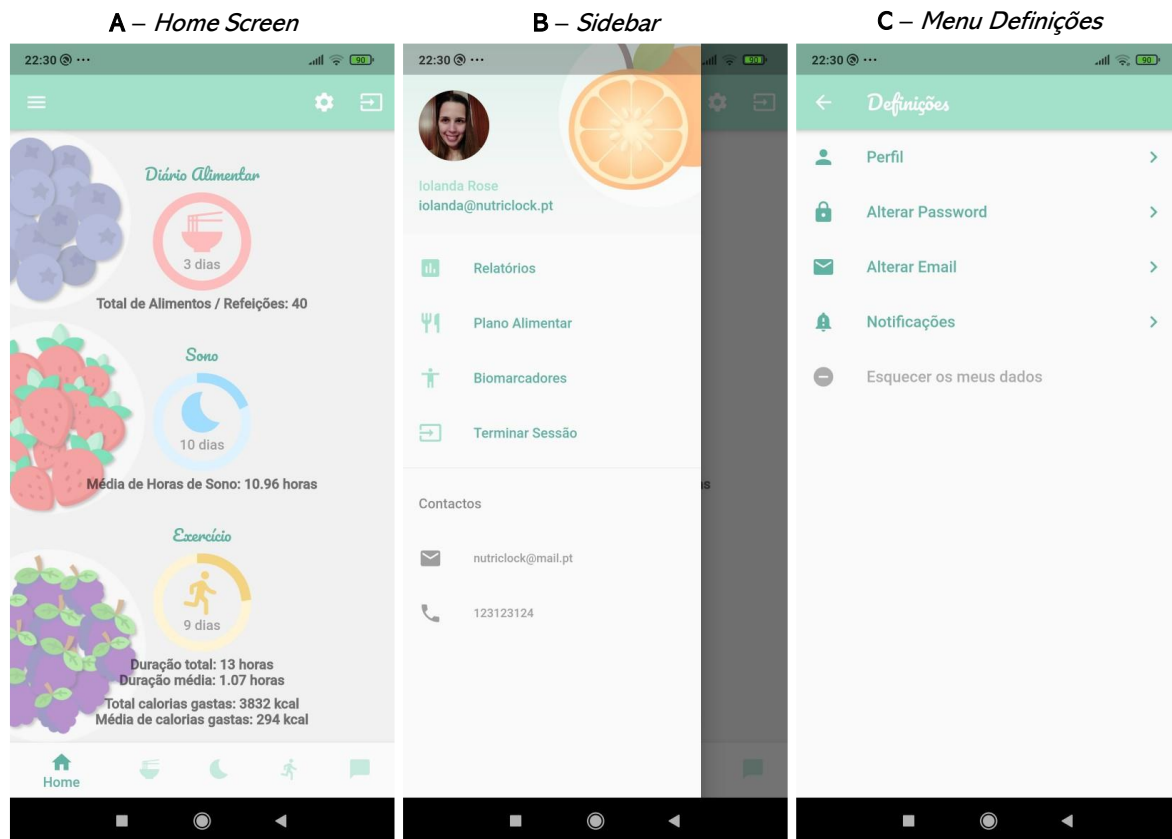 A – Home Screen
22:30 ... 90
Diário Alimentar
3 dias
Total de Alimentos / Refeições: 40
Sono
10 dias
Média de Horas de Sono: 10.96 horas
Exercício
9 dias
Duração total: 13 horas
Duração média: 1.07 horas
Total calorias gastas: 3832 kcal
Média de calorias gastas: 294 kcal
Home
B – Sidebar
22:30 ... 90
Iolanda Rose
iolanda@nutriclock.pt
Relatórios
Plano Alimentar
Biomarcadores
Terminar Sessão
as
Contactos
nutriclock@mail.pt
123123124
C – Menu Definições
22:30 ... 90
Definições
Perfil
Alterar Password
Alterar Email
Notificações
Esquecer os meus dados